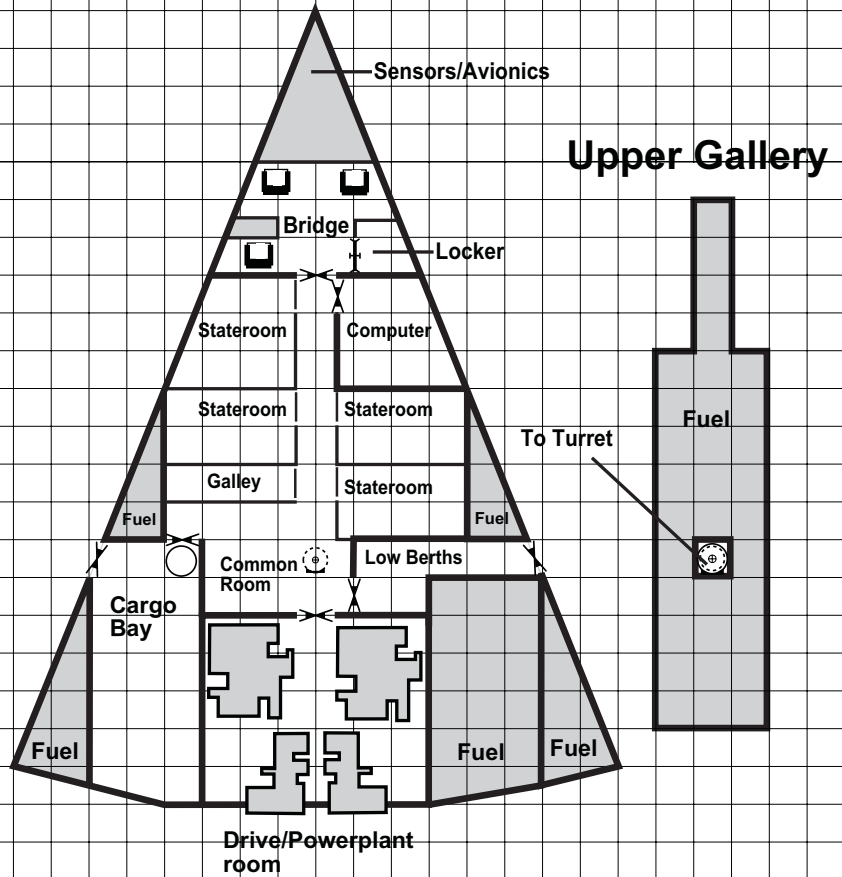 Sensors/Avionics
Upper Gallery
Bridge
Locker
Stateroom
Computer
Stateroom
Stateroom
Fuel
To Turret
Galley
Stateroom
Fuel
Fuel
Common
Room
Low Berths
Cargo
Bay
Fuel
Fuel
Fuel
Drive/Powerplant
room